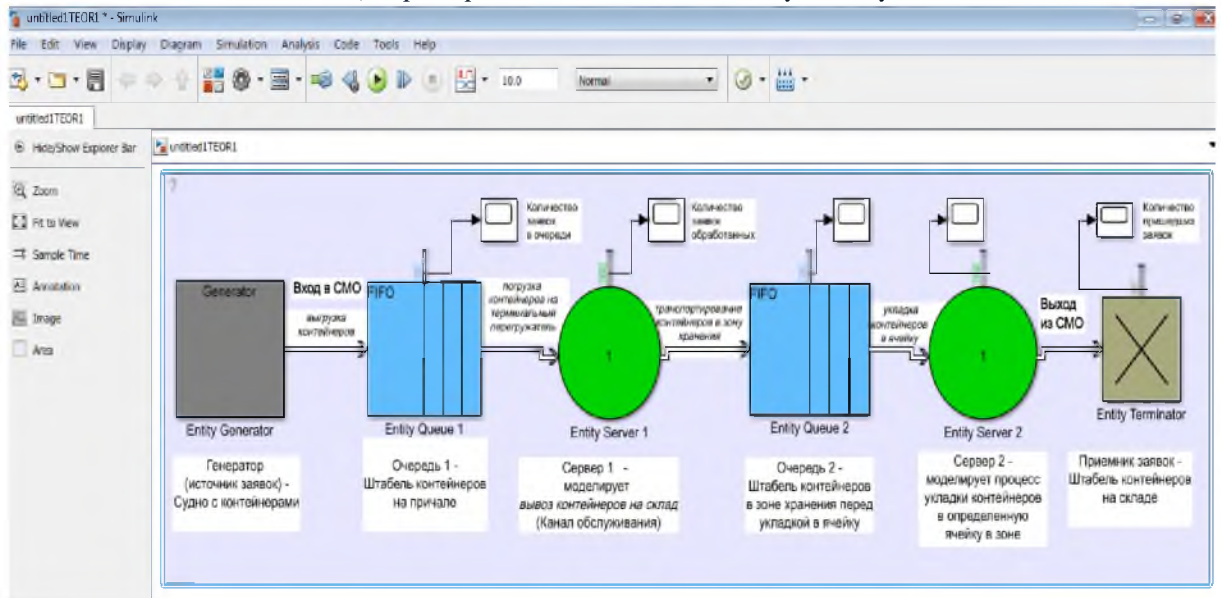 untitled1TEOR1 * - Simulink
File Edit View Display Diagram Simulation Analysis Code Tools Help
10.0
Normal
untitled1TEOR1
Hide/Show Explorer Bar
untitled1TEOR1
Zoom
Fit to View
Sample Time
Annotation
Image
Area
Количество
заявок
в очереди
Количество
заявок
обработанных
Количество
пришедших
заявок
Generator
Вход в СМО
выгрузка
контейнеров
FIFO
погрузка
контейнеров на
терминальный
перегружатель
1
транспортирование
контейнеров в зону
хранения
FIFO
укладка
контейнеров
в ячейку
1
Выход
из СМО
Entity Generator
Entity Queue 1
Entity Server 1
Entity Queue 2
Entity Server 2
Entity Terminator
Генератор
(источник заявок) -
Судно с контейнерами
Очередь 1 -
Штабель контейнеров
на причале
Сервер 1 -
моделирует
вывоз контейнеров на склад
(Канал обслуживания)
Очередь 2 -
Штабель контейнеров
в зоне хранения перед
укладкой в ячейку
Сервер 2 -
моделирует процесс
укладки контейнеров
в определенную
ячейку в зоне
Приемник заявок -
Штабель контейнеров
на складе